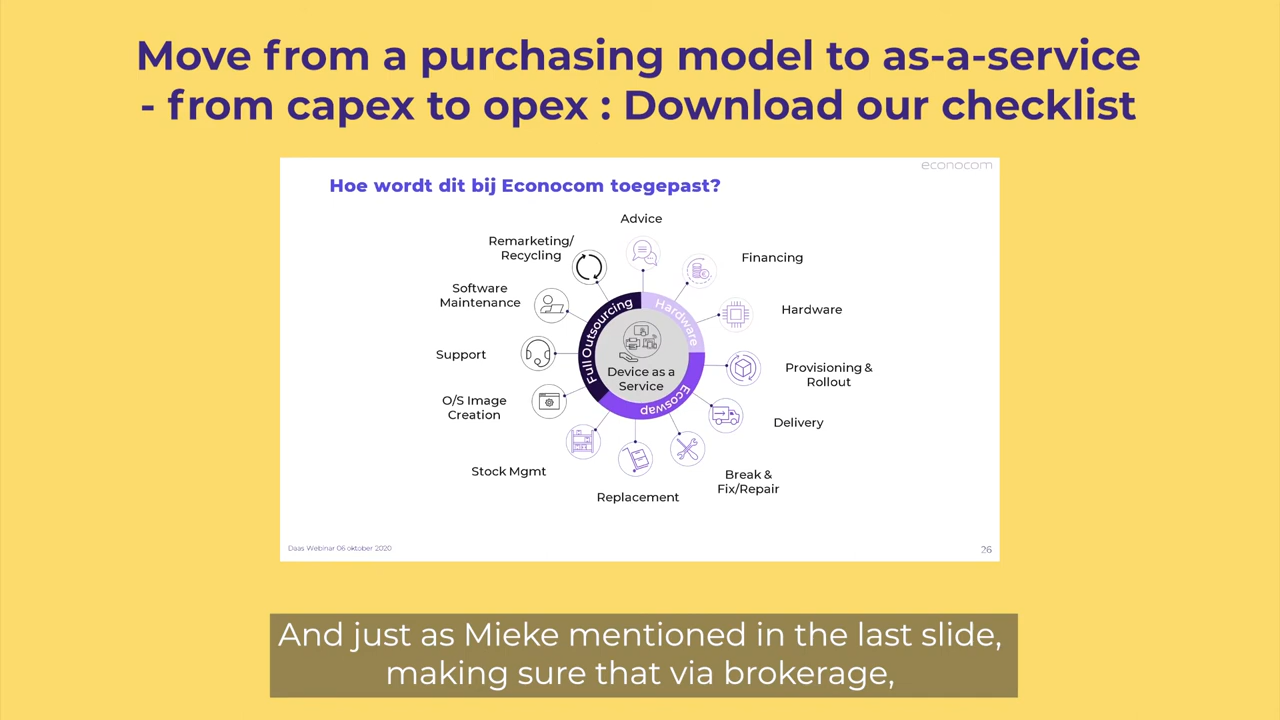 Move from a purchasing model to as-a-service
- from capex to opex : Download our checklist
econocom
Hoe wordt dit bij Econocom toegepast?
Advice
Financing
Hardware
Provisioning &
Rollout
Delivery
Break &
Fix/Repair
Replacement
Stock Mgmt
O/S Image
Creation
Support
Software
Maintenance
Remarketing/
Recycling
Hardware
Ecoswap
Full Outsourcing
Device as a
Service
Daas Webinar 06 oktober 2020
26
And just as Mieke mentioned in the last slide,
making sure that via brokerage,